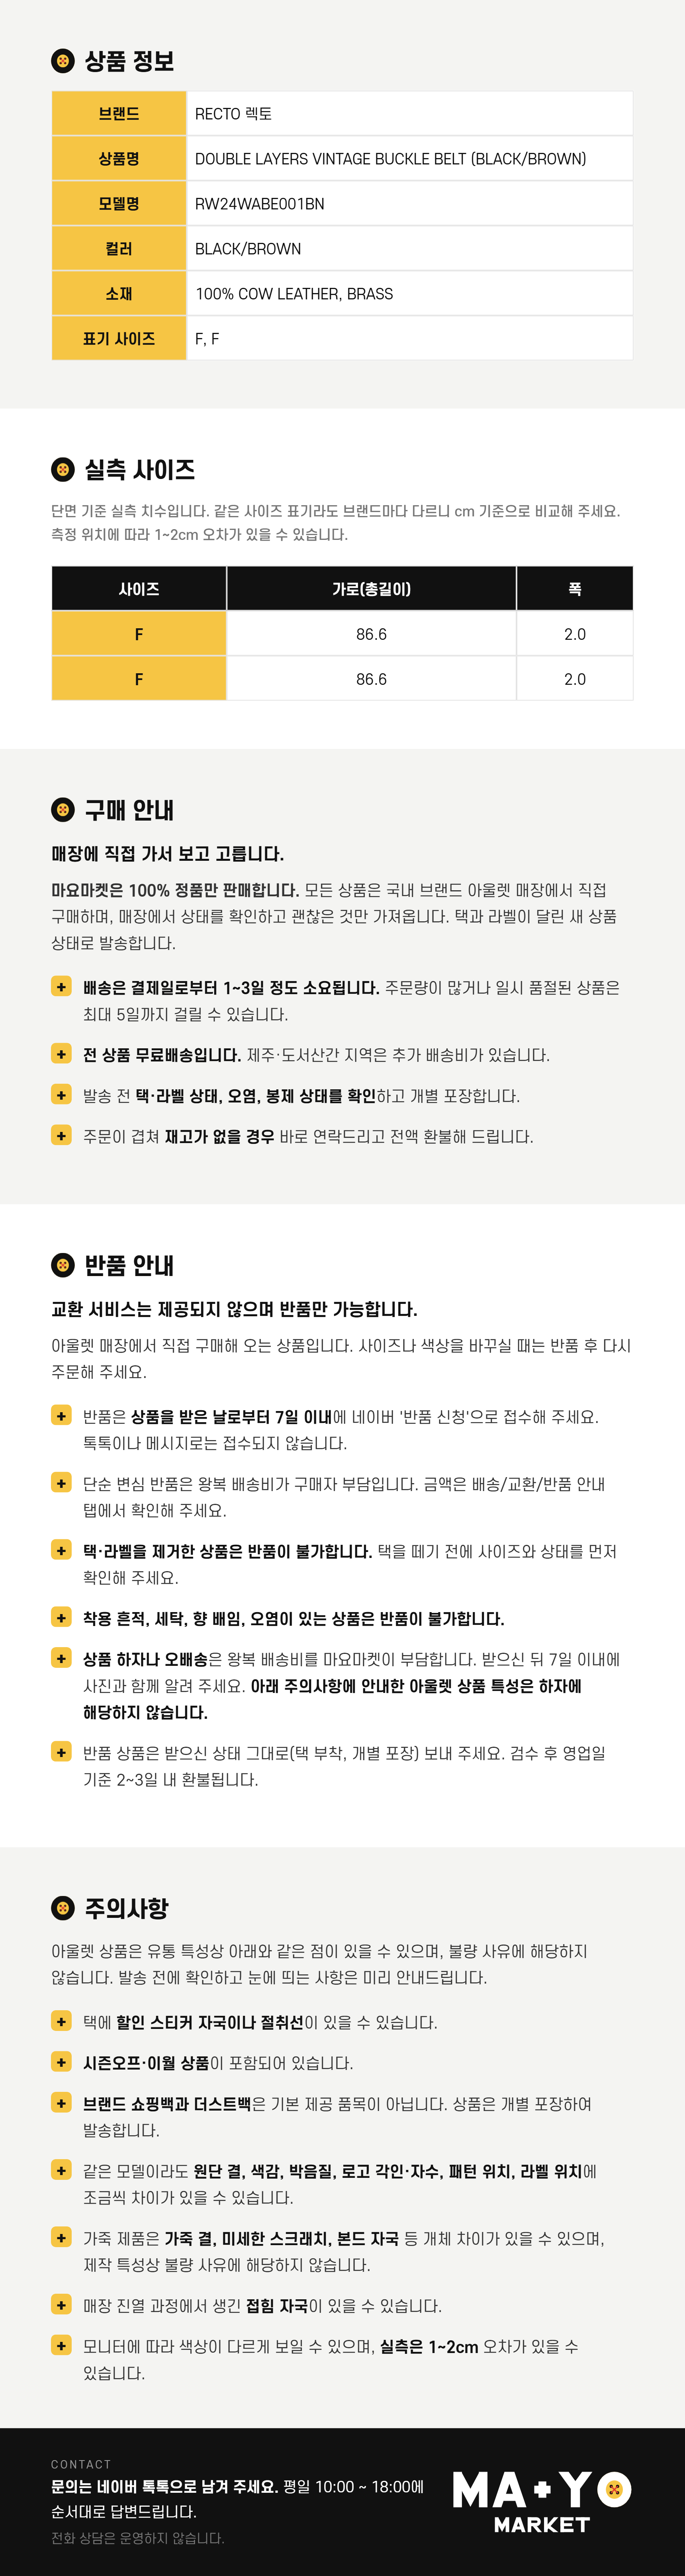 상품 정보
브랜드 RECTO 렉토
상품명 DOUBLE LAYERS VINTAGE BUCKLE BELT (BLACK/BROWN)
모델명 RW24WABE001BN
컬러 BLACK/BROWN
소재 100% COW LEATHER, BRASS
표기 사이즈 F, F
실측 사이즈
단면 기준 실측 치수입니다. 같은 사이즈 표기라도 브랜드마다 다르니 cm 기준으로 비교해 주세요.
측정 위치에 따라 1~2cm 오차가 있을 수 있습니다.
사이즈 가로(총길이) 폭
F 86.6 2.0
F 86.6 2.0
구매 안내
매장에 직접 가서 보고 고릅니다.
마요마켓은 100% 정품만 판매합니다. 모든 상품은 국내 브랜드 아울렛 매장에서 직접
구매하며, 매장에서 상태를 확인하고 괜찮은 것만 가져옵니다. 택과 라벨이 달린 새 상품
상태로 발송합니다.
+ 배송은 결제일로부터 1~3일 정도 소요됩니다. 주문량이 많거나 일시 품절된 상품은
최대 5일까지 걸릴 수 있습니다.
+ 전 상품 무료배송입니다. 제주·도서산간 지역은 추가 배송비가 있습니다.
+ 발송 전 택·라벨 상태, 오염, 봉제 상태를 확인하고 개별 포장합니다.
+ 주문이 겹쳐 재고가 없을 경우 바로 연락드리고 전액 환불해 드립니다.
반품 안내
교환 서비스는 제공되지 않으며 반품만 가능합니다.
아울렛 매장에서 직접 구매해 오는 상품입니다. 사이즈나 색상을 바꾸실 때는 반품 후 다시
주문해 주세요.
+ 반품은 상품을 받은 날로부터 7일 이내에 네이버 '반품 신청'으로 접수해 주세요.
톡톡이나 메시지로는 접수되지 않습니다.
+ 단순 변심 반품은 왕복 배송비가 구매자 부담입니다. 금액은 배송/교환/반품 안내
탭에서 확인해 주세요.
+ 택·라벨을 제거한 상품은 반품이 불가합니다. 택을 떼기 전에 사이즈와 상태를 먼저
확인해 주세요.
+ 착용 흔적, 세탁, 향 배임, 오염이 있는 상품은 반품이 불가합니다.
+ 상품 하자나 오배송은 왕복 배송비를 마요마켓이 부담합니다. 받으신 뒤 7일 이내에
사진과 함께 알려 주세요. 아래 주의사항에 안내한 아울렛 상품 특성은 하자에
해당하지 않습니다.
+ 반품 상품은 받으신 상태 그대로(택 부착, 개별 포장) 보내 주세요. 검수 후 영업일
기준 2~3일 내 환불됩니다.
주의사항
아울렛 상품은 유통 특성상 아래와 같은 점이 있을 수 있으며, 불량 사유에 해당하지
않습니다. 발송 전에 확인하고 눈에 띄는 사항은 미리 안내드립니다.
+ 택에 할인 스티커 자국이나 절취선이 있을 수 있습니다.
+ 시즌오프·이월 상품이 포함되어 있습니다.
+ 브랜드 쇼핑백과 더스트백은 기본 제공 품목이 아닙니다. 상품은 개별 포장하여
발송합니다.
+ 같은 모델이라도 원단 결, 색감, 박음질, 로고 각인·자수, 패턴 위치, 라벨 위치에
조금씩 차이가 있을 수 있습니다.
+ 가죽 제품은 가죽 결, 미세한 스크래치, 본드 자국 등 개체 차이가 있을 수 있으며,
제작 특성상 불량 사유에 해당하지 않습니다.
+ 매장 진열 과정에서 생긴 접힘 자국이 있을 수 있습니다.
+ 모니터에 따라 색상이 다르게 보일 수 있으며, 실측은 1~2cm 오차가 있을 수
있습니다.
CONTACT
문의는 네이버 톡톡으로 남겨 주세요. 평일 10:00 ~ 18:00에
순서대로 답변드립니다.
전화 상담은 운영하지 않습니다.
MA+YO
MARKET